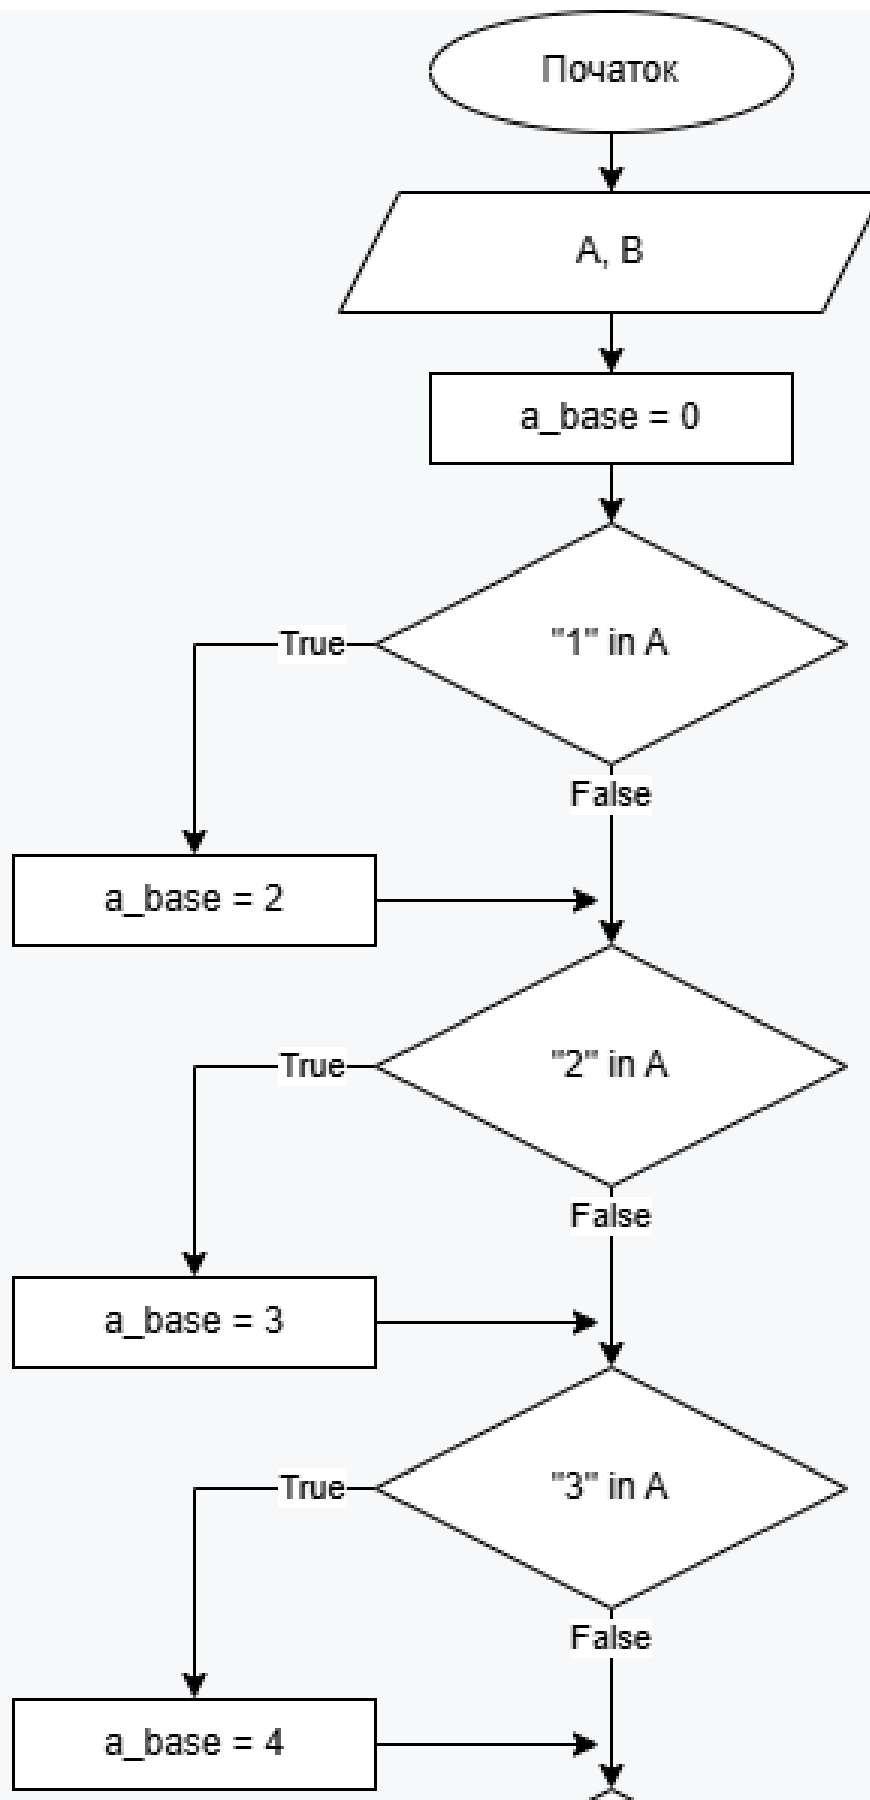 Початок
A, B
a_base = 0
"1" in A
True
False
a_base = 2
"2" in A
True
False
a_base = 3
"3" in A
True
False
a_base = 4